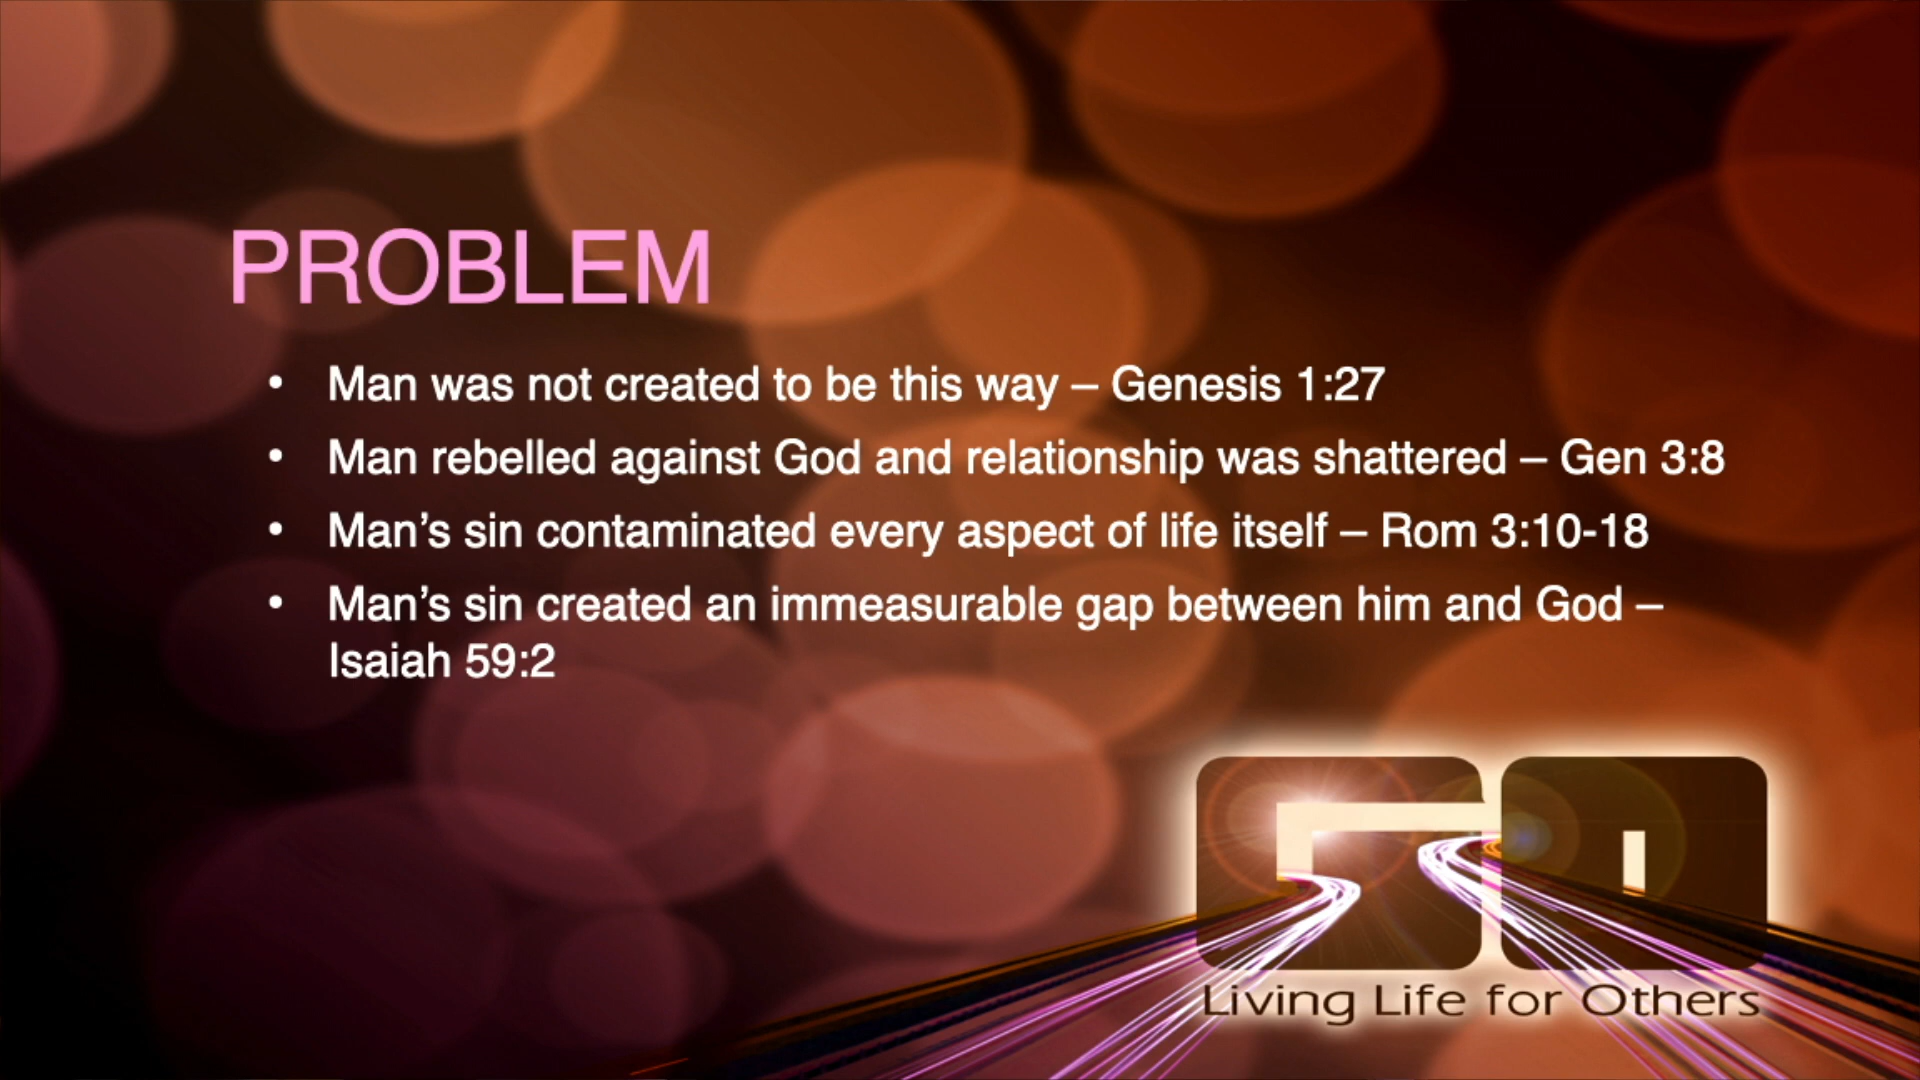 PROBLEM
• Man was not created to be this way – Genesis 1:27
• Man rebelled against God and relationship was shattered – Gen 3:8
• Man’s sin contaminated every aspect of life itself – Rom 3:10-18
• Man’s sin created an immeasurable gap between him and God –
Isaiah 59:2
Living Life for Others